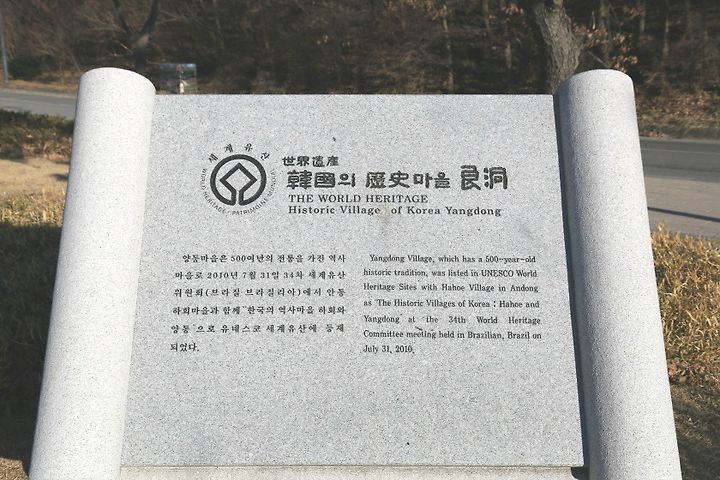 세계유산
WORLD HERITAGE · PATRIMOINE MONDIAL
世界遺産
韓國의 歷史마을 良洞
THE WORLD HERITAGE
Historic Village of Korea Yangdong
양동마을은 500여년의 전통을 가진 역사
마을로 2010년 7월 31일 34차 세계유산
위원회(브라질 브라질리아)에서 안동
하회마을과 함께 "한국의 역사마을 하회와
양동"으로 유네스코 세계유산에 등재
되었다.
Yangdong Village, which has a 500-year-old
historic tradition, was listed in UNESCO World
Heritage Sites with Hahoe Village in Andong
as 'The Historic Villages of Korea : Hahoe and
Yangdong' at the 34th World Heritage
Committee meeting held in Brazilian, Brazil on
July 31, 2010.